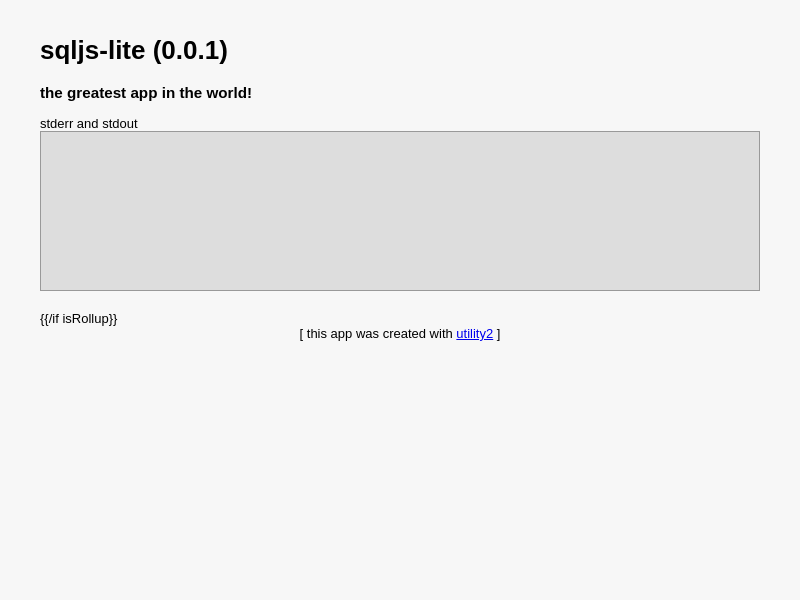 sqljs-lite (0.0.1)
the greatest app in the world!
stderr and stdout
{{/if isRollup}}
[ this app was created with utility2 ]